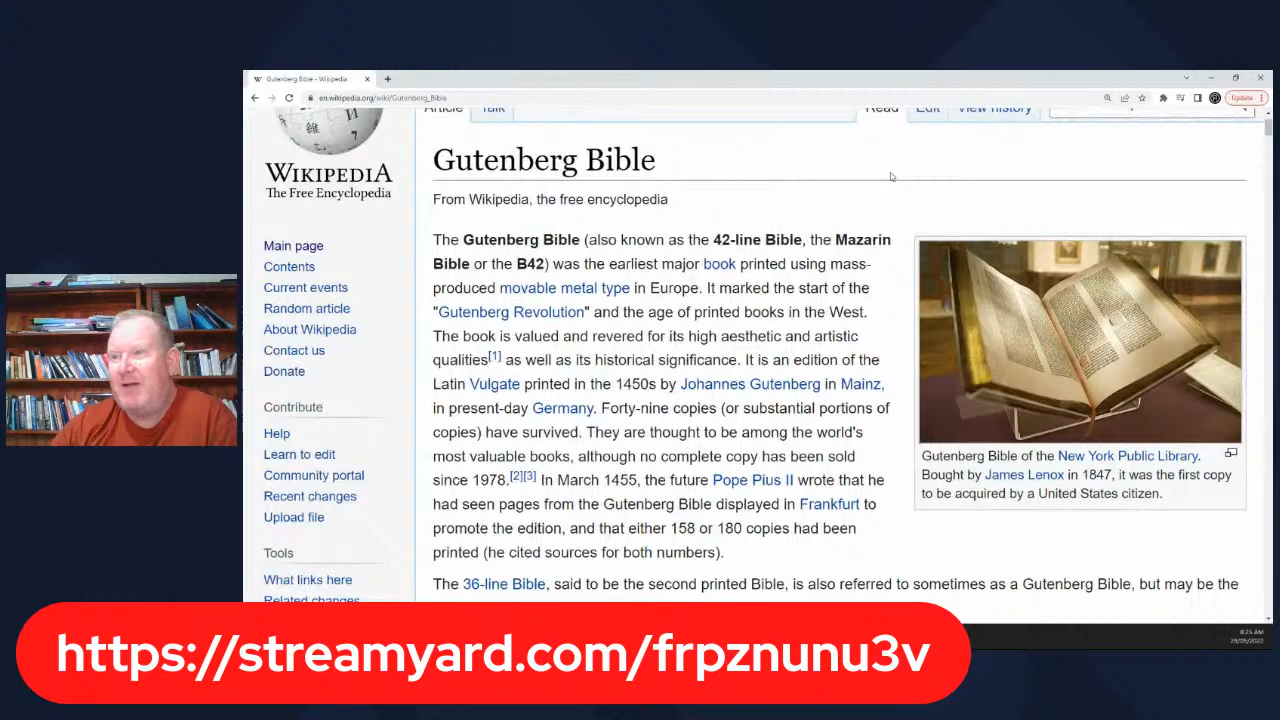 Gutenberg Bible - Wikipedia
en.wikipedia.org/wiki/Gutenberg_Bible
Update
Article Talk Read Edit View history
WIKIPEDIA
The Free Encyclopedia
Main page
Contents
Current events
Random article
About Wikipedia
Contact us
Donate
Contribute
Help
Learn to edit
Community portal
Recent changes
Upload file
Tools
What links here
Related changes
Gutenberg Bible
From Wikipedia, the free encyclopedia
The Gutenberg Bible (also known as the 42-line Bible, the Mazarin
Bible or the B42) was the earliest major book printed using mass-
produced movable metal type in Europe. It marked the start of the
"Gutenberg Revolution" and the age of printed books in the West.
The book is valued and revered for its high aesthetic and artistic
qualities[1] as well as its historical significance. It is an edition of the
Latin Vulgate printed in the 1450s by Johannes Gutenberg in Mainz,
in present-day Germany. Forty-nine copies (or substantial portions of
copies) have survived. They are thought to be among the world's
most valuable books, although no complete copy has been sold
since 1978.[2][3] In March 1455, the future Pope Pius II wrote that he
had seen pages from the Gutenberg Bible displayed in Frankfurt to
promote the edition, and that either 158 or 180 copies had been
printed (he cited sources for both numbers).
Gutenberg Bible of the New York Public Library.
Bought by James Lenox in 1847, it was the first copy
to be acquired by a United States citizen.
The 36-line Bible, said to be the second printed Bible, is also referred to sometimes as a Gutenberg Bible, but may be the
8:25 AM
29/05/2022
https://streamyard.com/frpznunu3v